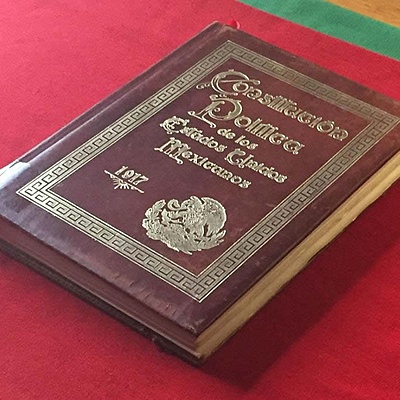 Constitución
Política
de los
Estados Unidos
Mexicanos
1917